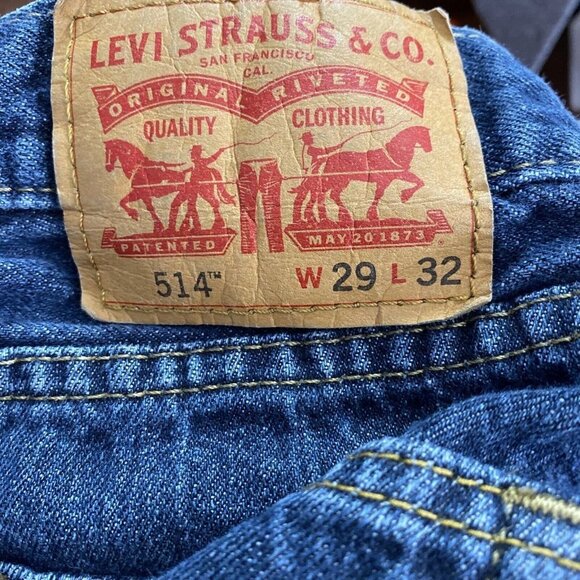 LEVI STRAUSS & CO.
SAN FRANCISCO
CAL.
ORIGINAL RIVETED
QUALITY CLOTHING
PATENTED MAY 20 1873
514™ W 29 L 32